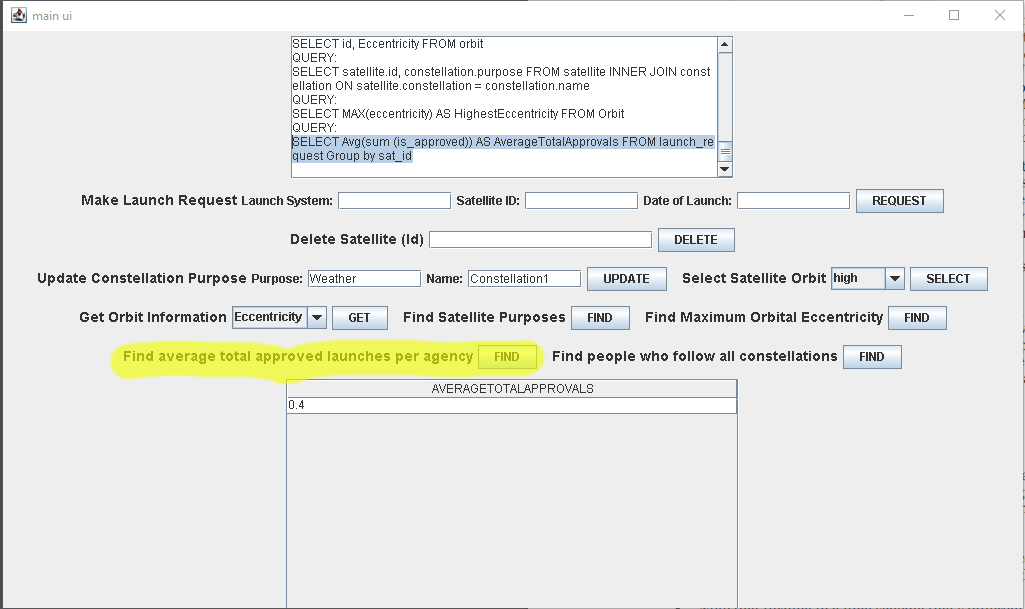 main ui
SELECT id, Eccentricity FROM orbit
QUERY:
SELECT satellite.id, constellation.purpose FROM satellite INNER JOIN const
ellation ON satellite.constellation = constellation.name
QUERY:
SELECT MAX(eccentricity) AS HighestEccentricity FROM Orbit
QUERY:
SELECT Avg(sum (is_approved)) AS AverageTotalApprovals FROM launch_re
quest Group by sat_id
Make Launch Request Launch System: Satellite ID: Date of Launch: REQUEST
Delete Satellite (Id) DELETE
Update Constellation Purpose Purpose: Weather Name: Constellation1 UPDATE Select Satellite Orbit high SELECT
Get Orbit Information Eccentricity GET Find Satellite Purposes FIND Find Maximum Orbital Eccentricity FIND
Find average total approved launches per agency FIND Find people who follow all constellations FIND
AVERAGETOTALAPPROVALS
0.4